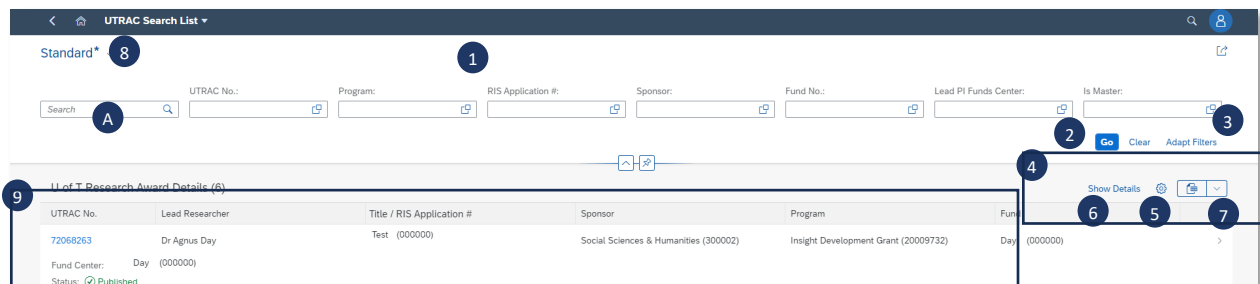 UTRAC Search List
Standard* 8
1
UTRAC No.: Program: RIS Application #: Sponsor: Fund No.: Lead PI Funds Center: Is Master:
Search
A 3
2 Go Clear Adapt Filters
4
9 U of T Research Award Details (6) Show Details
6 5 7
UTRAC No. Lead Researcher Title / RIS Application # Sponsor Program Fund
72068263 Dr Agnus Day Test (000000) Social Sciences & Humanities (300002) Insight Development Grant (20009732) Day (000000)
Fund Center: Day (000000)
Status: Published